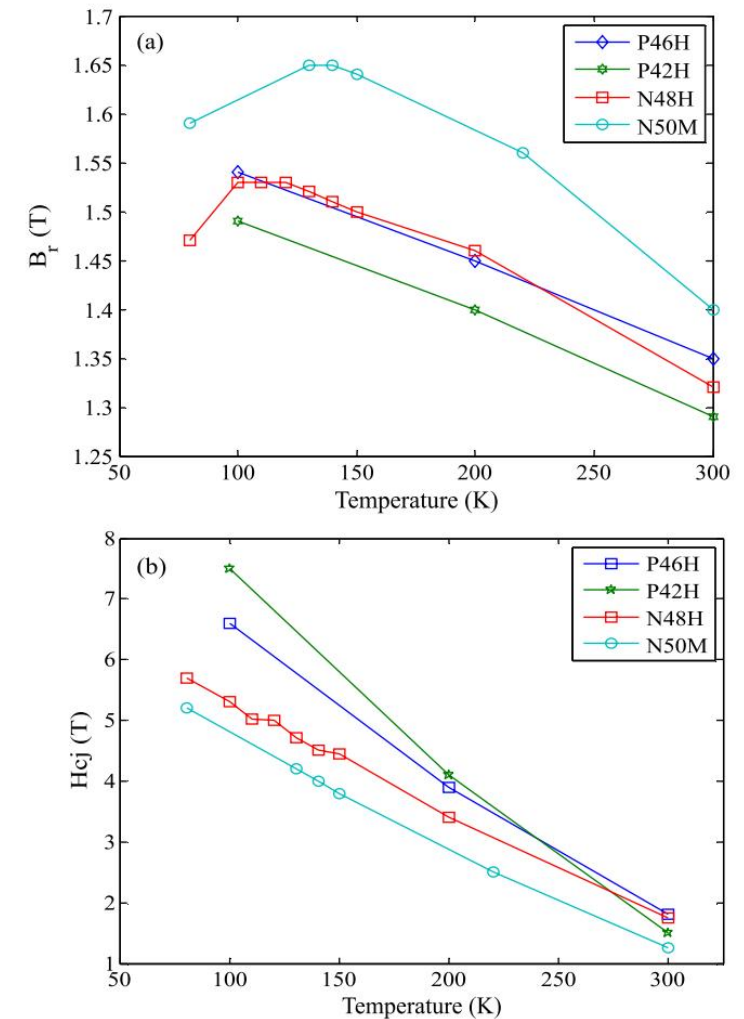 1.7
(a)
P46H
P42H
N48H
N50M
1.65
1.6
1.55
1.5
1.45
1.4
1.35
1.3
1.25
B_r (T)
50 100 150 200 250 300
Temperature (K)
8
(b)
P46H
P42H
N48H
N50M
7
6
5
4
3
2
1
Hcj (T)
50 100 150 200 250 300
Temperature (K)